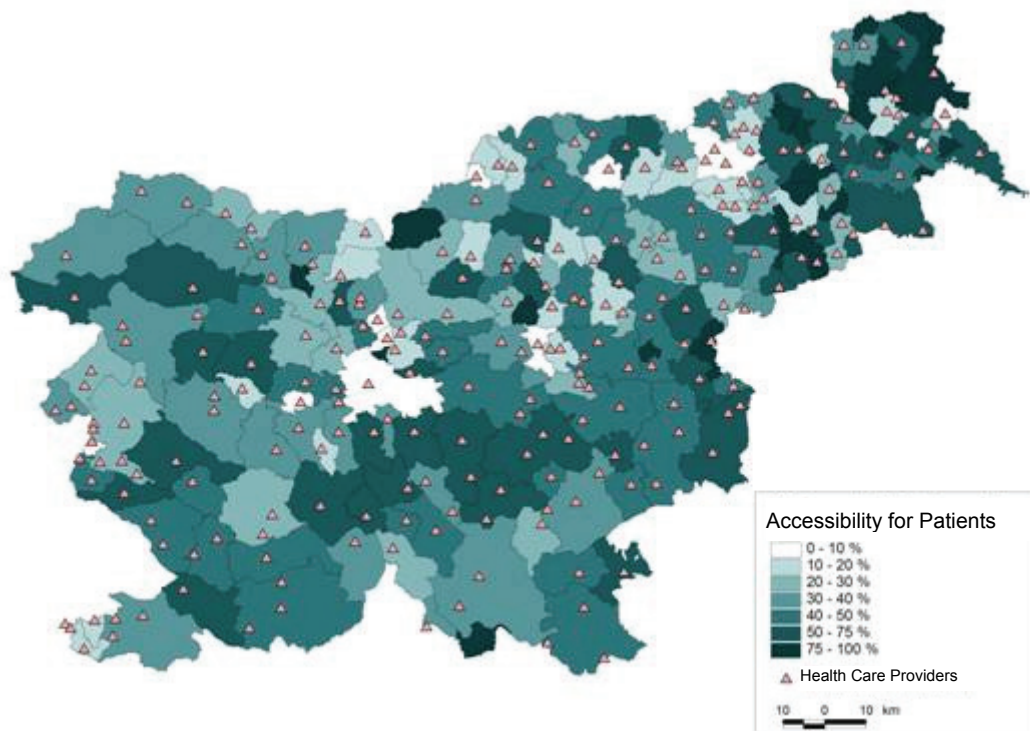 Accessibility for Patients
0 - 10 %
10 - 20 %
20 - 30 %
30 - 40 %
40 - 50 %
50 - 75 %
75 - 100 %
Health Care Providers
10 0 10 km